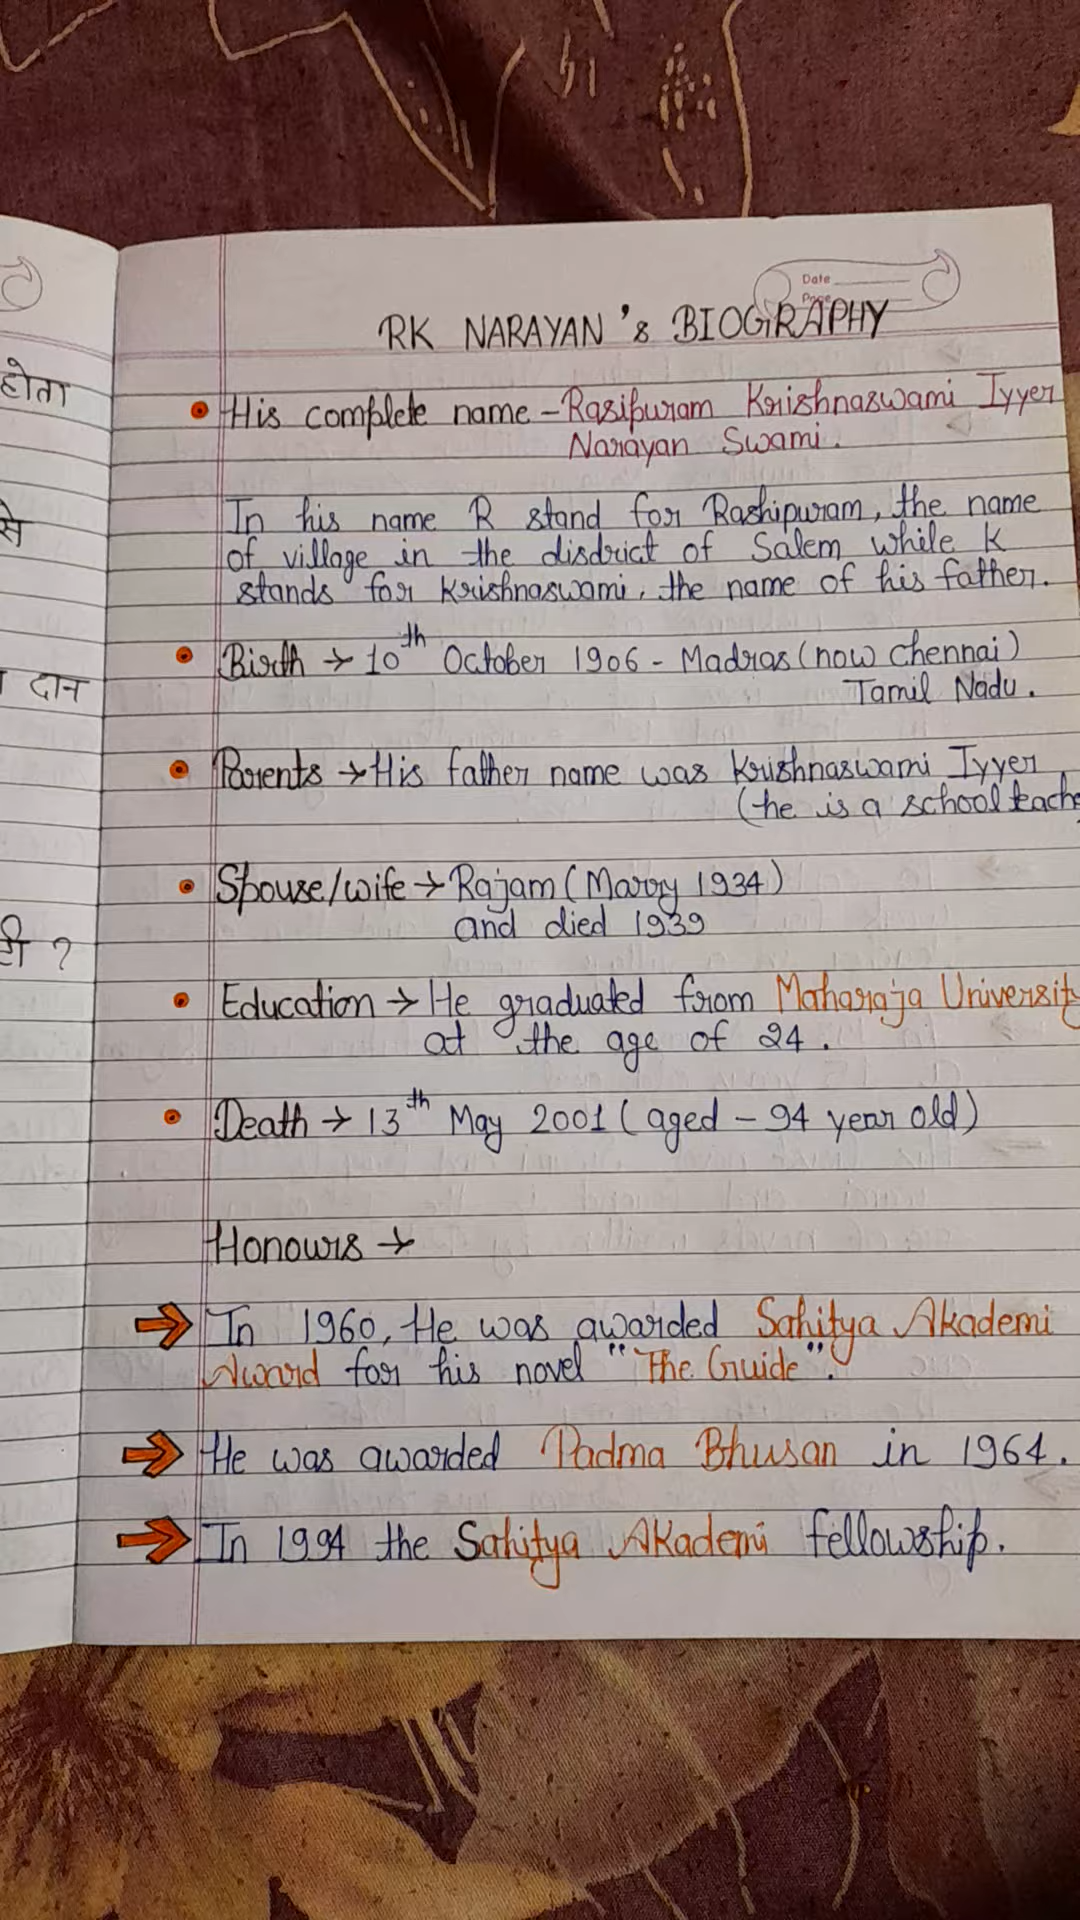 Date
Page
RK NARAYAN's BIOGRAPHY
होता
His complete name - Rasipuram Krishnaswami Iyyer
Narayan Swami.
In his name R stand for Rashipuram, the name
से
of village in the disdrict of Salem while K
stands for Krishnaswami, the name of his father.
Birth → 10th October 1906 - Madras (now Chennai)
दान
Tamil Nadu.
Parents → His father name was Krishnaswami Iyyer
(he is a school teach
Spouse/wife → Rajam (Marry 1934)
and died 1939
?
Education → He graduated from Maharaja University
at the age of 24.
Death → 13th May 2001 (aged - 94 year old)
Honours →
In 1960, He was awarded Sahitya Akademi
Award for his novel "The Guide".
He was awarded Padma Bhusan in 1964.
In 1994 the Sahitya Akademi fellowship.